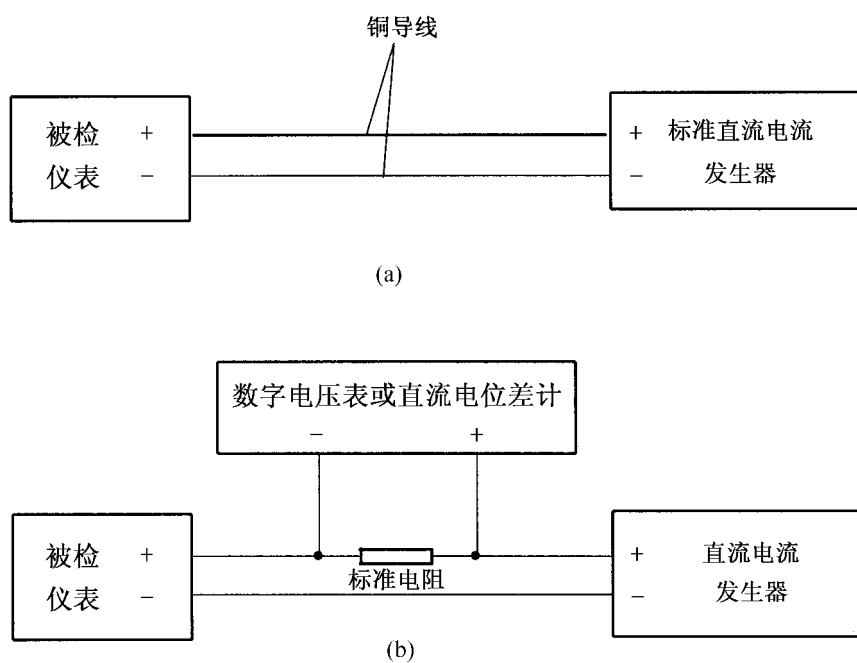 铜导线
被检 +
仪表 −
+ 标准直流电流
− 发生器
(a)
数字电压表或直流电位差计
− +
被检 +
仪表 −
标准电阻
+ 直流电流
− 发生器
(b)